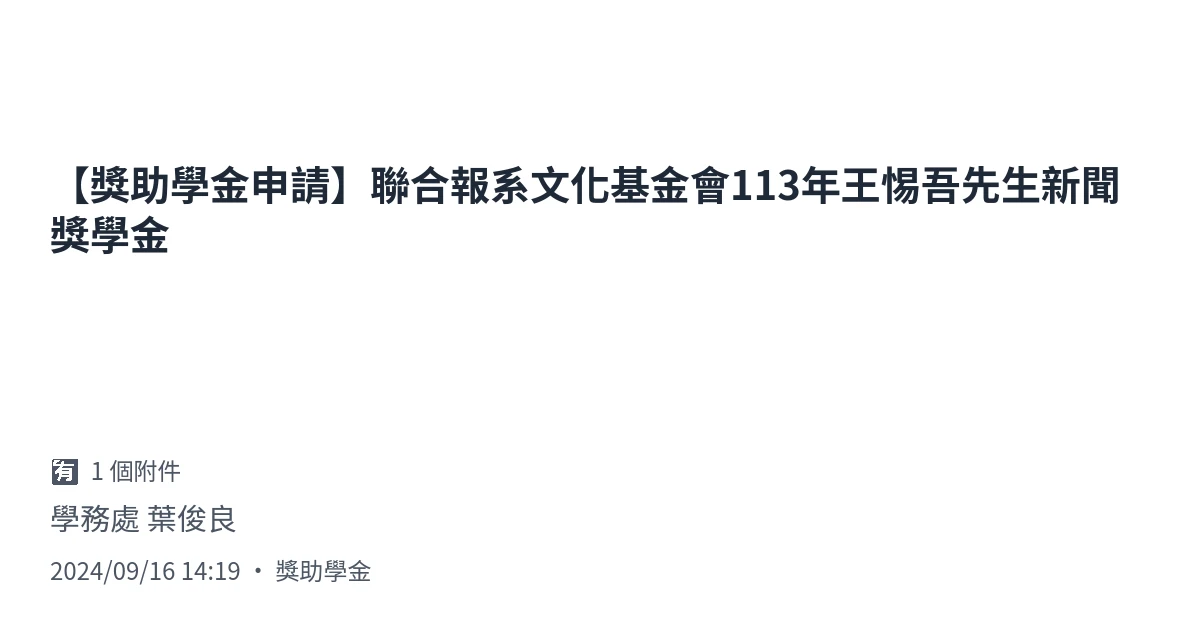 【獎助學金申請】聯合報系文化基金會113年王惕吾先生新聞
獎學金
有 1 個附件
學務處 葉俊良
2024/09/16 14:19 · 獎助學金